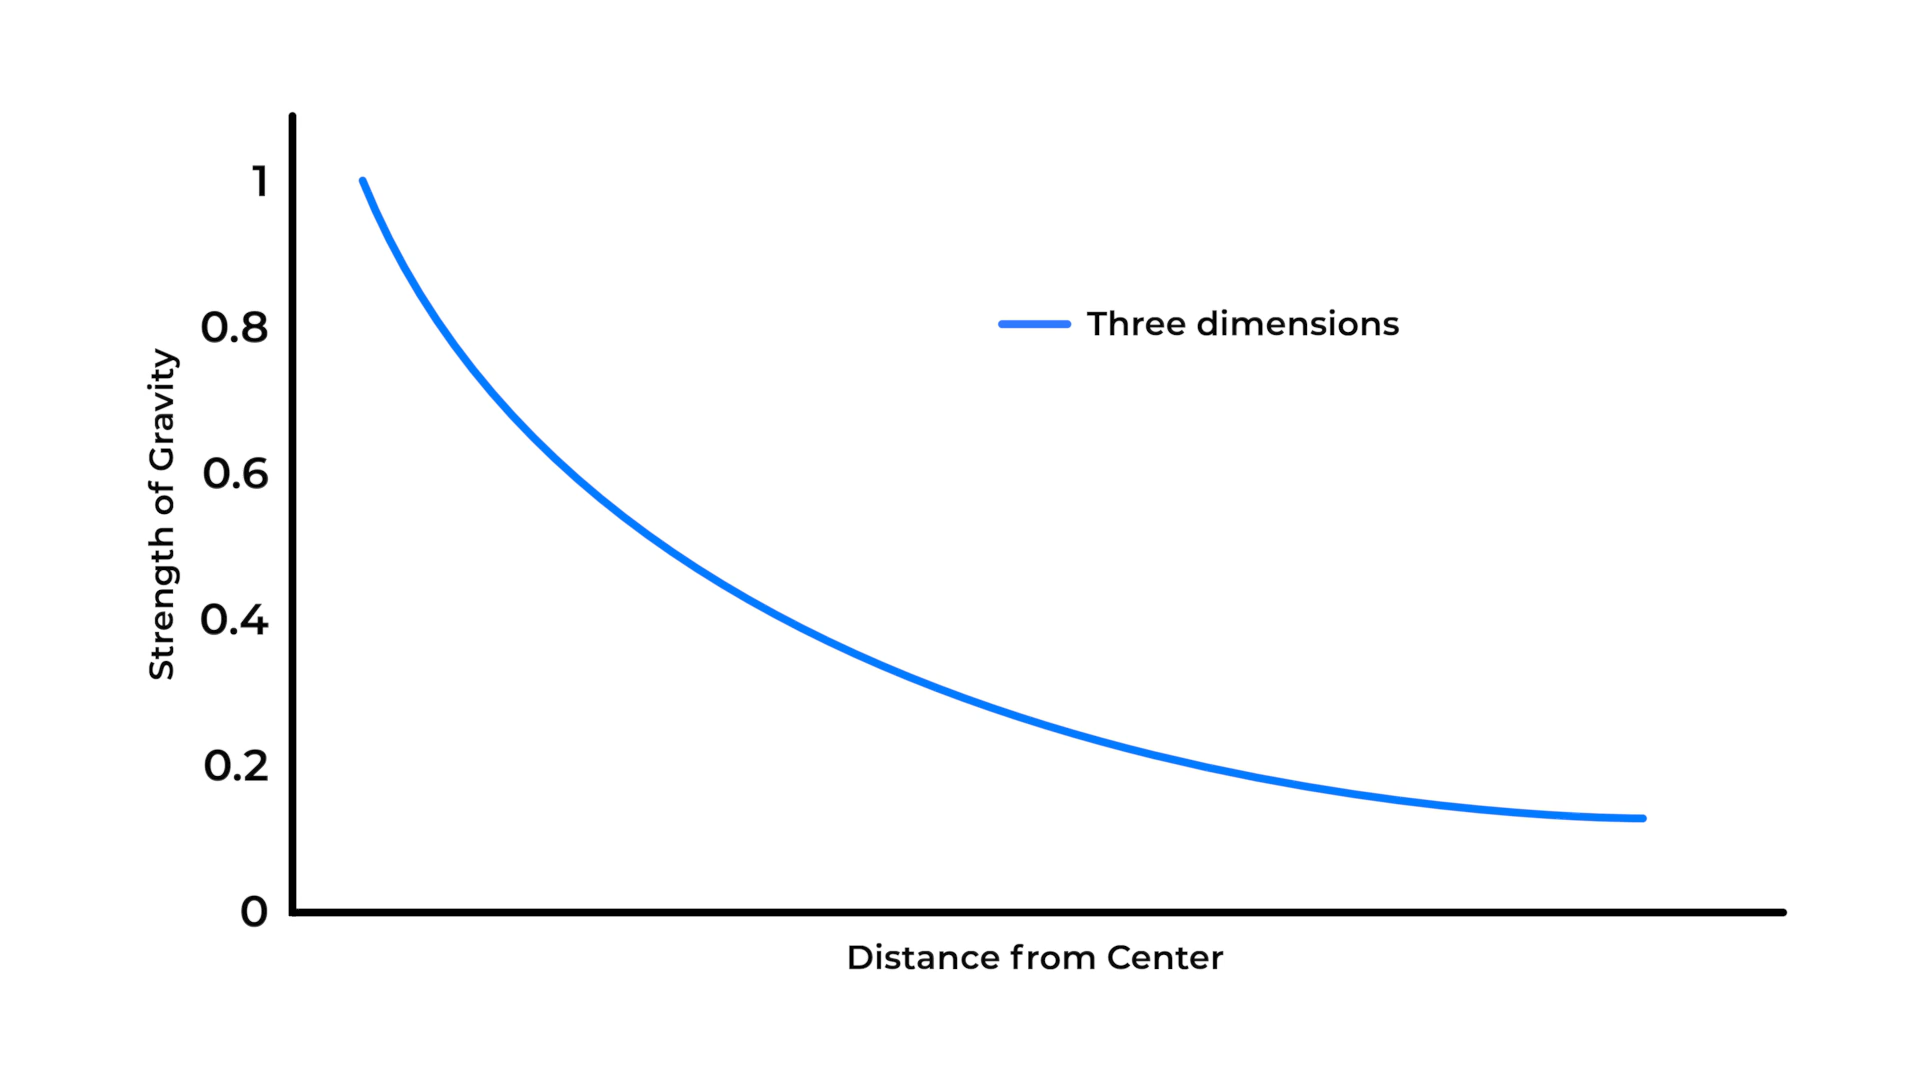 1
0.8
0.6
0.4
0.2
0
Strength of Gravity
Three dimensions
Distance from Center